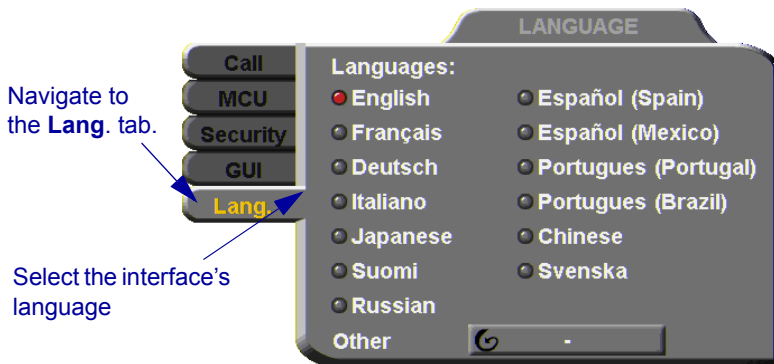 LANGUAGE
Call
MCU
Security
GUI
Lang.
Navigate to
the Lang. tab.
Select the interface's
language
Languages:
English
Français
Deutsch
Italiano
Japanese
Suomi
Russian
Other
-
Español (Spain)
Español (Mexico)
Portugues (Portugal)
Portugues (Brazil)
Chinese
Svenska